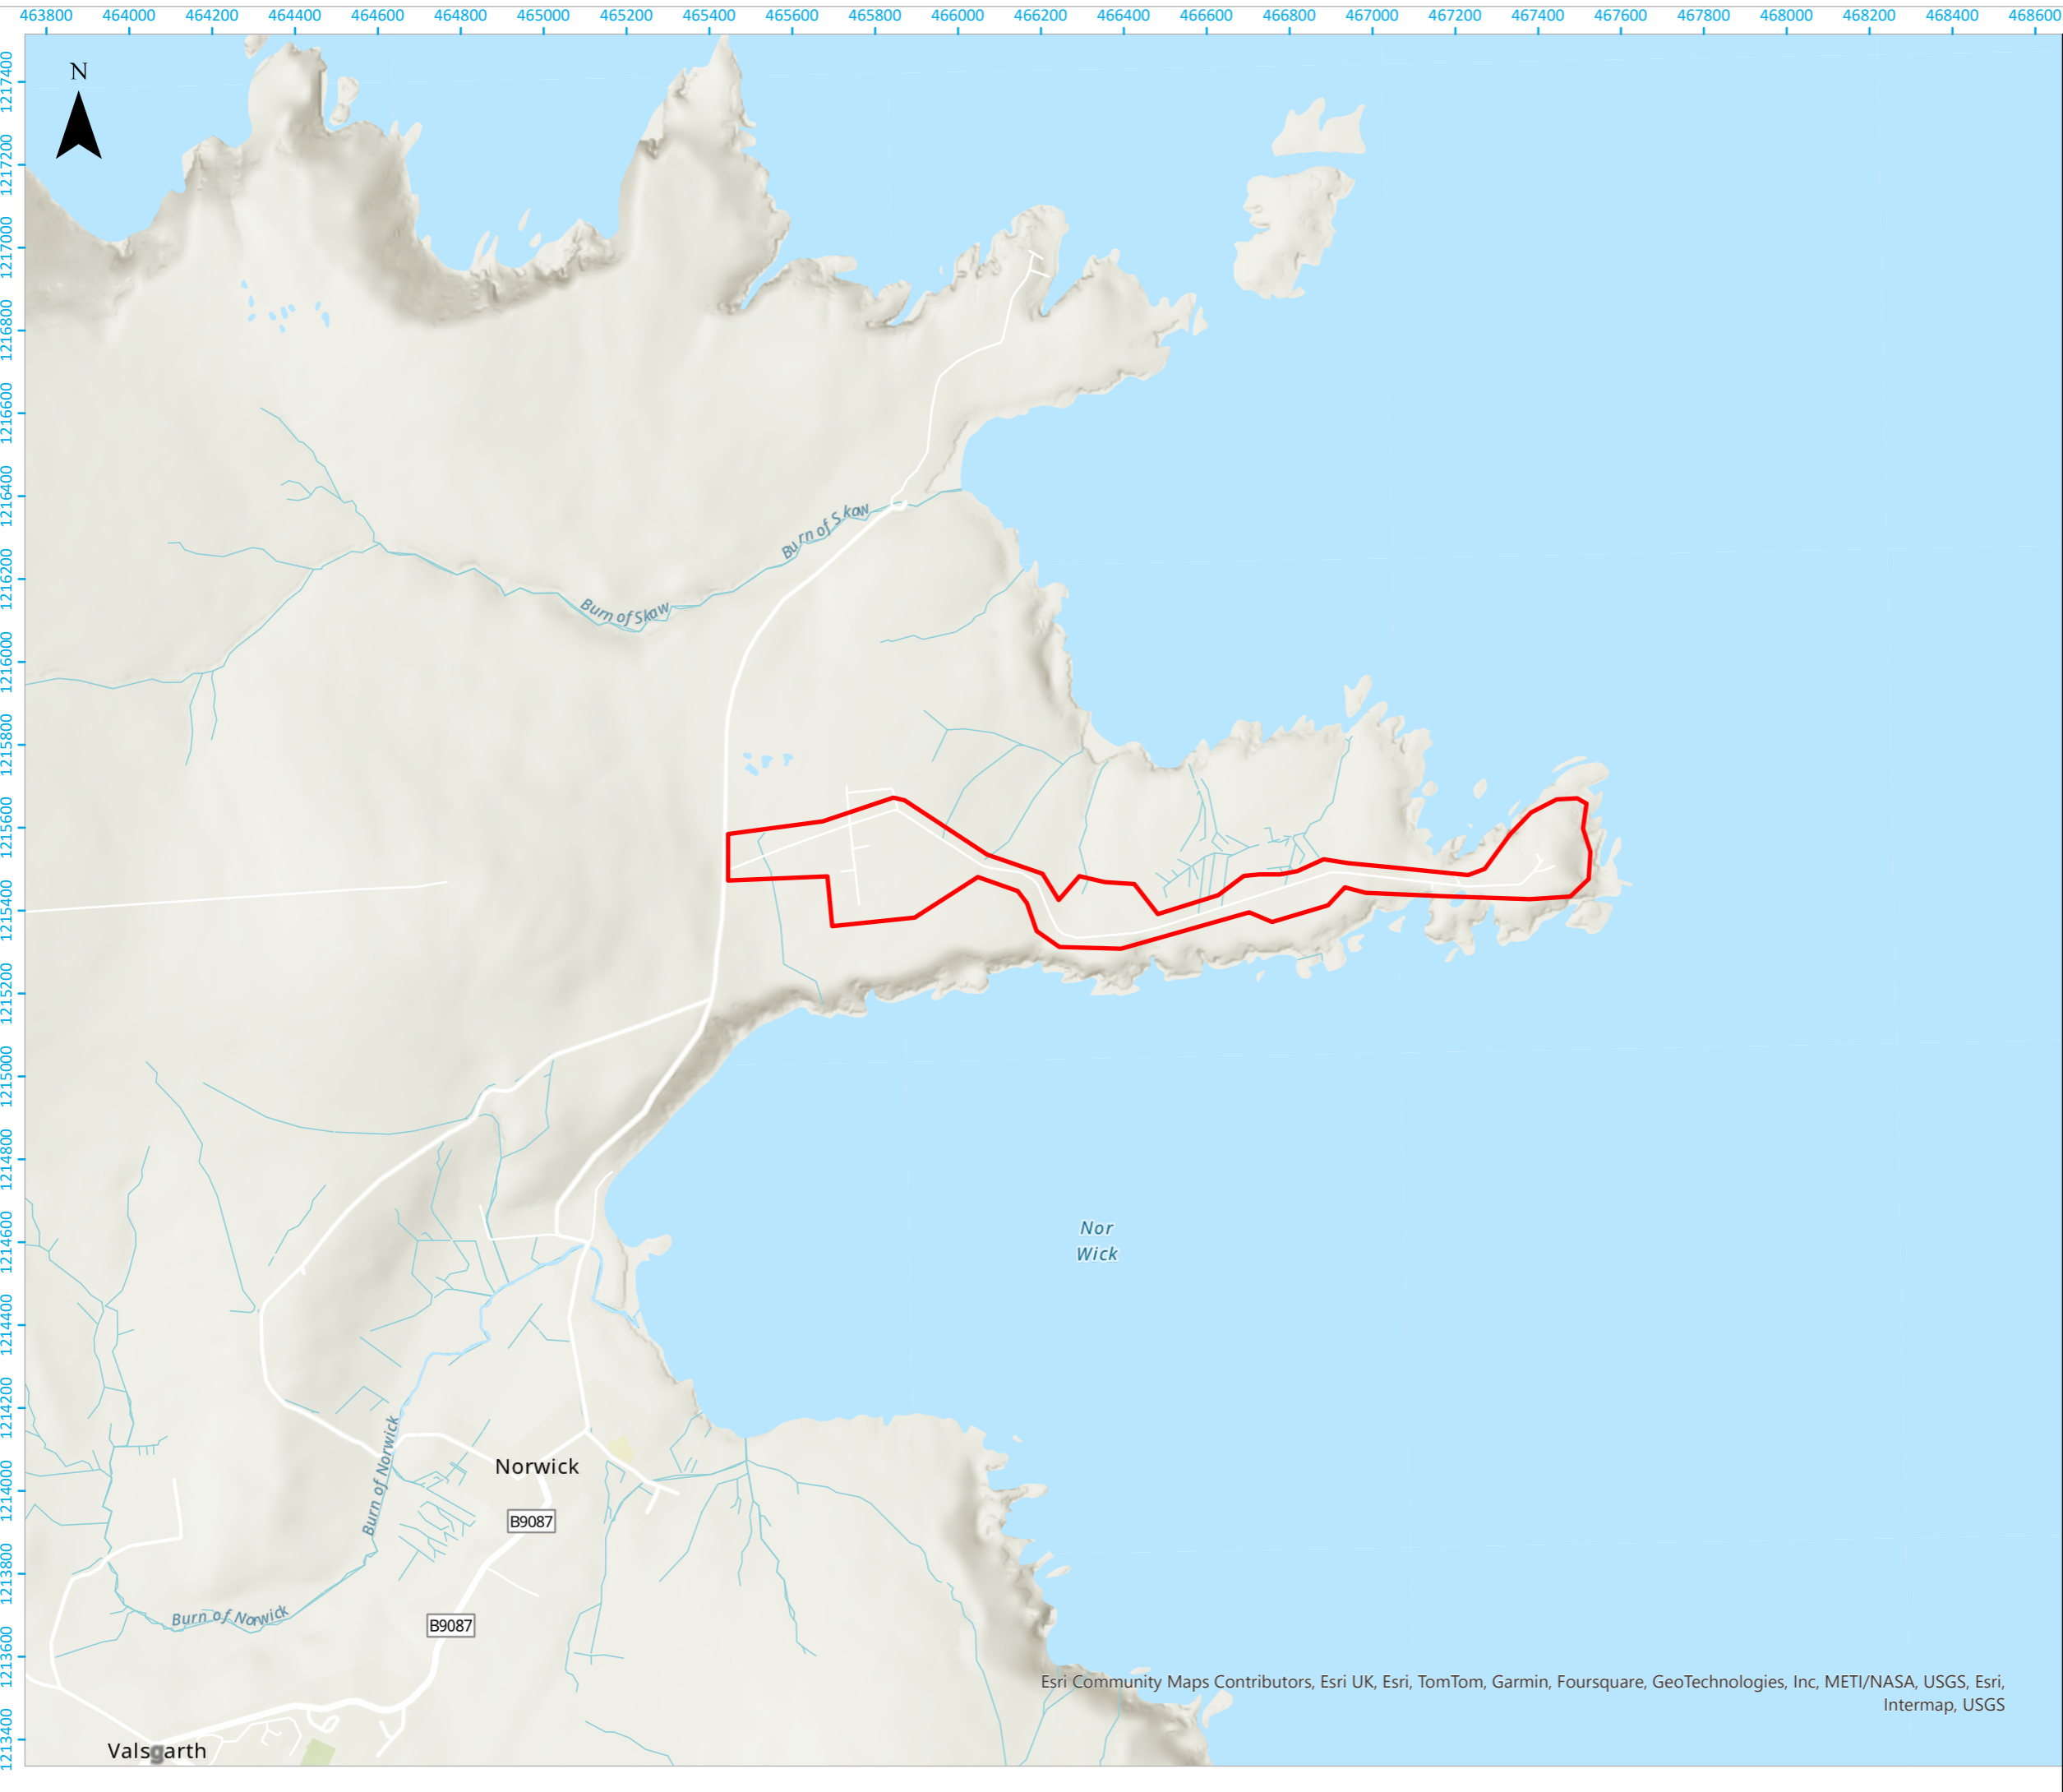 463800 464000 464200 464400 464600 464800 465000 465200 465400 465600 465800 466000 466200 466400 466600 466800 467000 467200 467400 467600 467800 468000 468200 468400 468600
N
1217400
1217200
1217000
1216800
1216600
1216400
1216200
1216000
1215800
1215600
1215400
1215200
1215000
1214800
1214600
1214400
1214200
1214000
1213800
1213600
1213400
Burn of Skaw
Burn of Skaw
Nor
Wick
Burn of Norwick
Norwick
B9087
Burn of Norwick
B9087
Valsgarth
Esri Community Maps Contributors, Esri UK, Esri, TomTom, Garmin, Foursquare, GeoTechnologies, Inc, METI/NASA, USGS, Esri,
Intermap, USGS